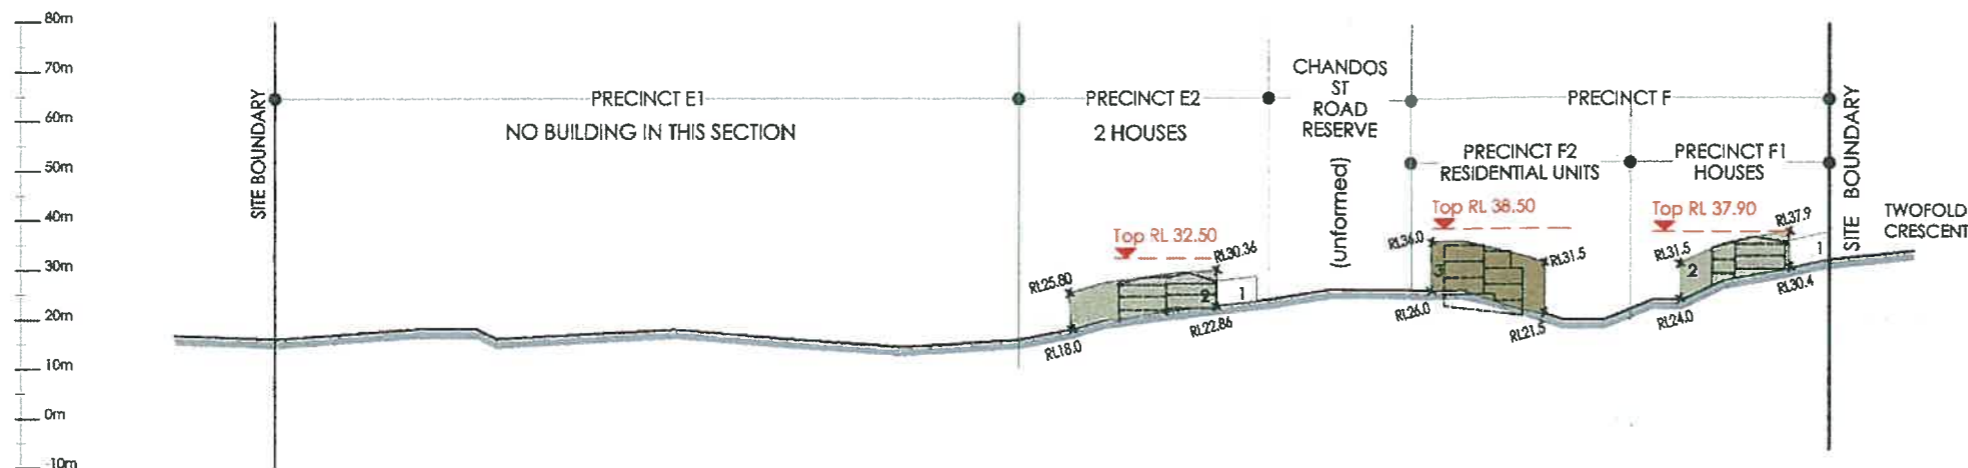 80m
70m
60m
50m
40m
30m
20m
10m
0m
-10m
SITE BOUNDARY
PRECINCT E1
NO BUILDING IN THIS SECTION
PRECINCT E2
2 HOUSES
Top RL 32.50
RL25.80
RL30.36
2
1
RL18.0
RL22.86
CHANDOS
ST
ROAD
RESERVE
(unformed)
PRECINCT F
PRECINCT F2
RESIDENTIAL UNITS
Top RL 38.50
RL36.0
RL31.5
3
RL26.0
RL21.5
PRECINCT F1
HOUSES
Top RL 37.90
RL37.9
RL31.5
2
1
RL24.0
RL30.4
SITE BOUNDARY
TWOFOLD
CRESCENT